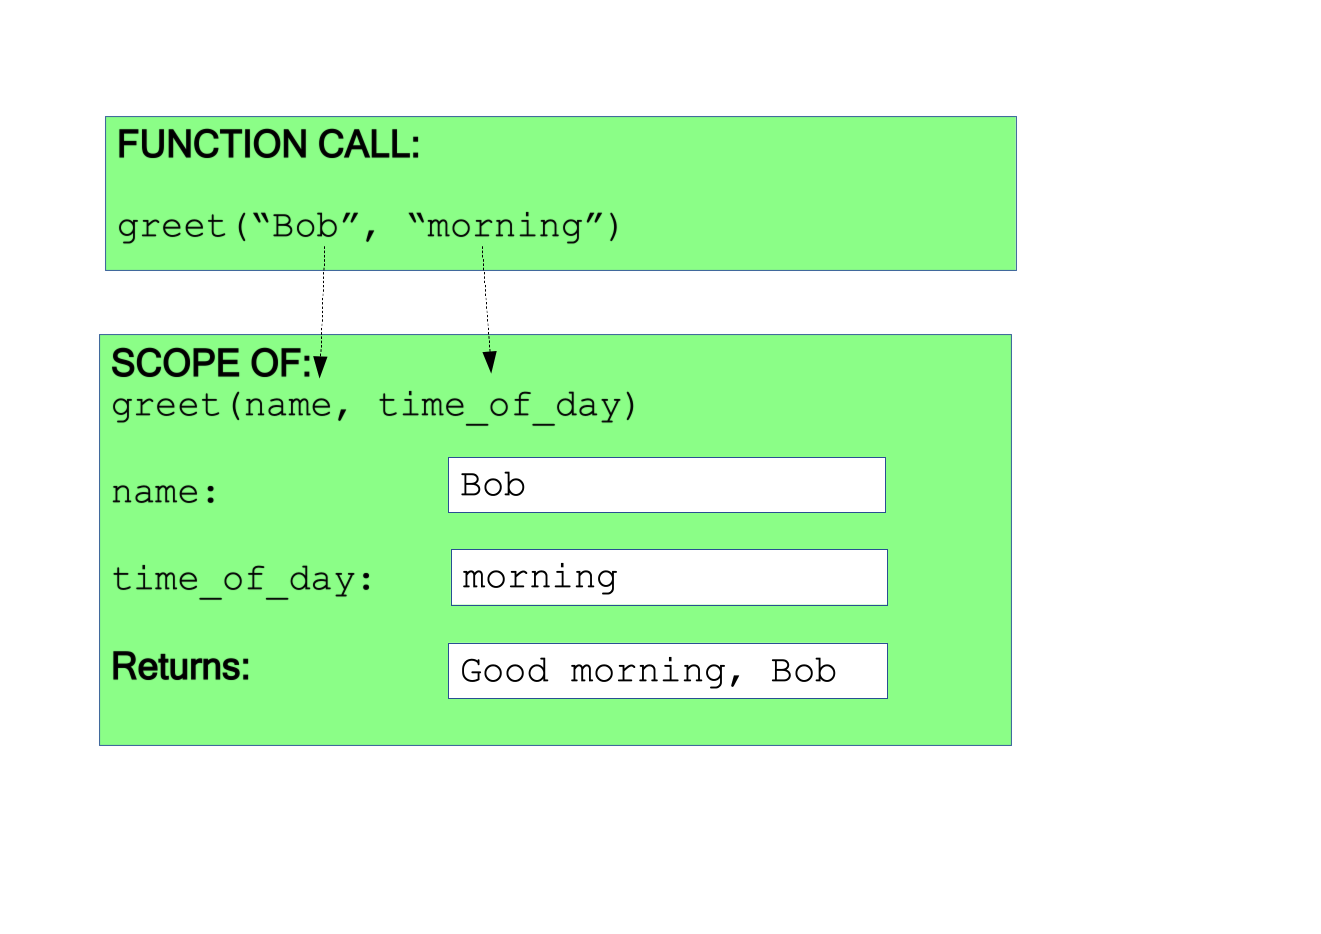 FUNCTION CALL:
greet(“Bob”, “morning”)
SCOPE OF:
greet(name, time_of_day)
name:
Bob
time_of_day:
morning
Returns:
Good morning, Bob